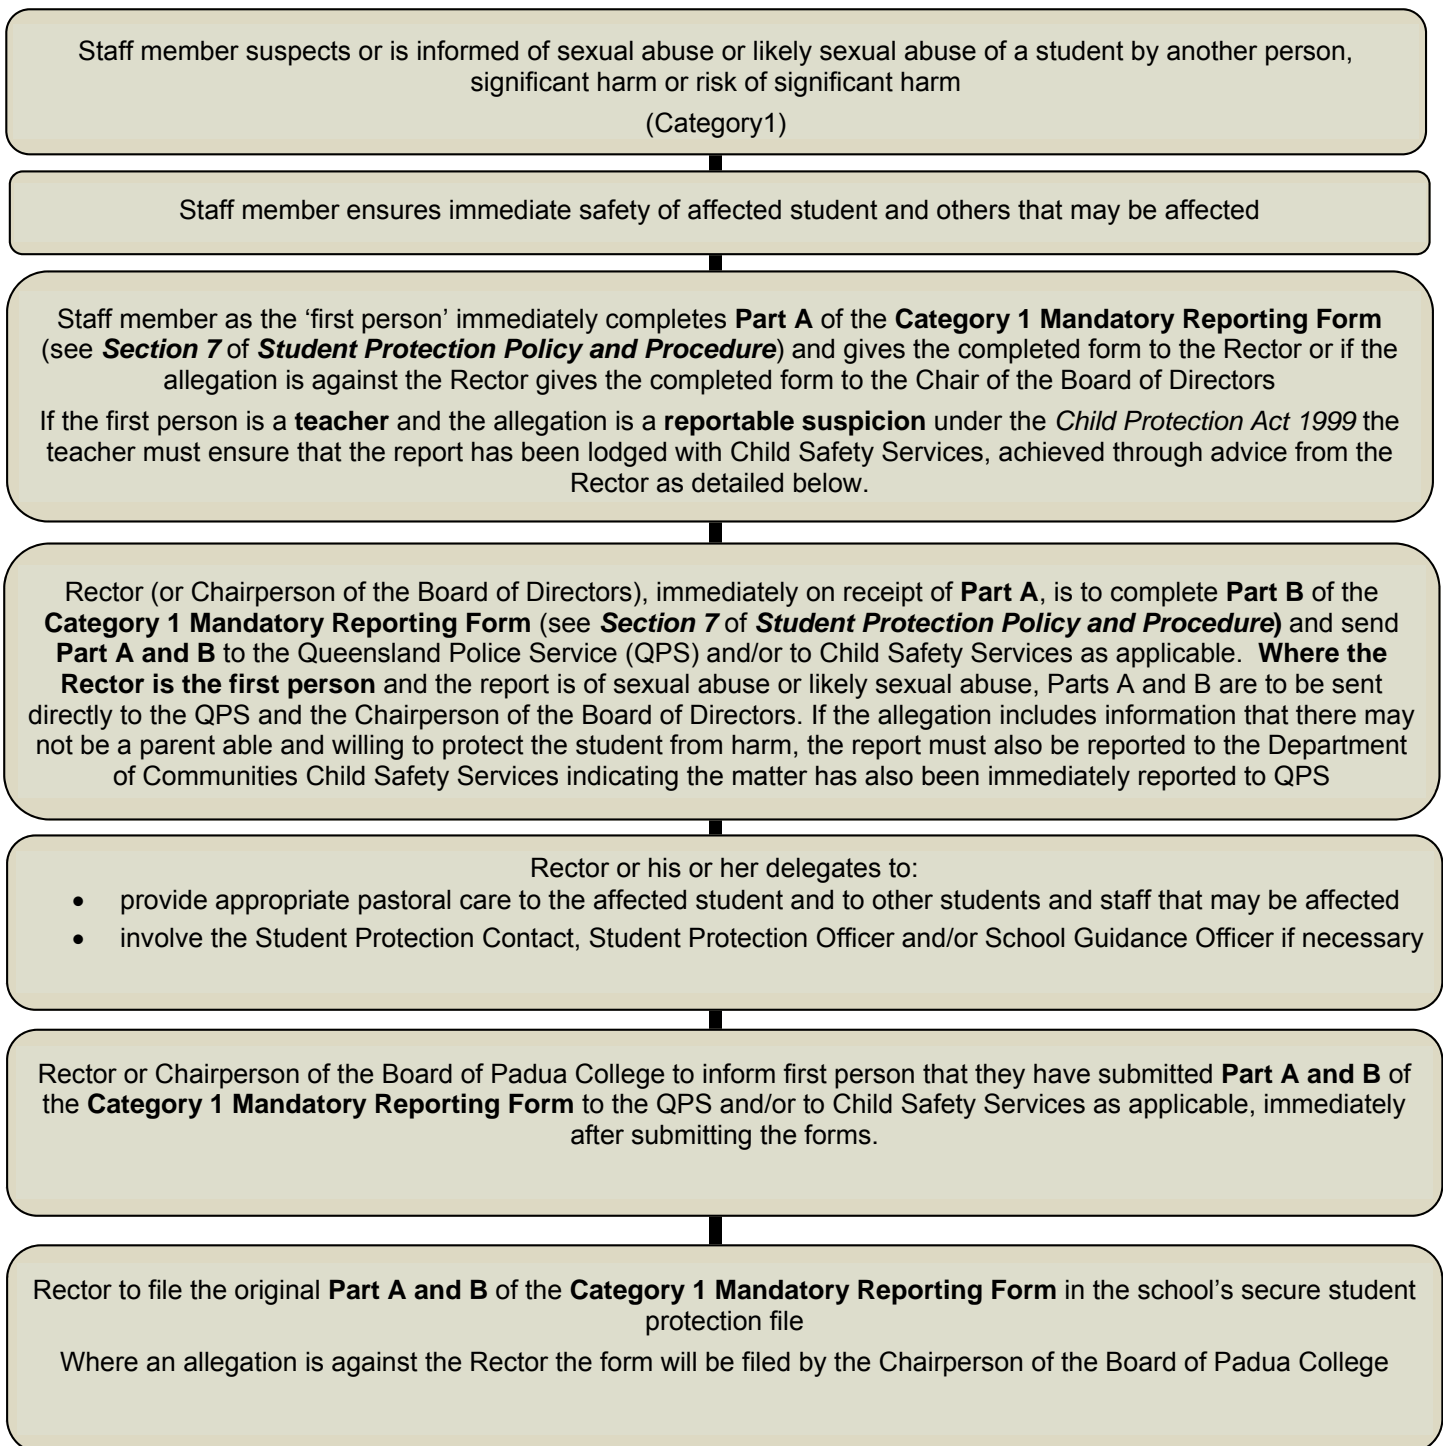 Staff member suspects or is informed of sexual abuse or likely sexual abuse of a student by another person,
significant harm or risk of significant harm
(Category1)
Staff member ensures immediate safety of affected student and others that may be affected
Staff member as the ‘first person’ immediately completes Part A of the Category 1 Mandatory Reporting Form
(see Section 7 of Student Protection Policy and Procedure) and gives the completed form to the Rector or if the
allegation is against the Rector gives the completed form to the Chair of the Board of Directors
If the first person is a teacher and the allegation is a reportable suspicion under the Child Protection Act 1999 the
teacher must ensure that the report has been lodged with Child Safety Services, achieved through advice from the
Rector as detailed below.
Rector (or Chairperson of the Board of Directors), immediately on receipt of Part A, is to complete Part B of the
Category 1 Mandatory Reporting Form (see Section 7 of Student Protection Policy and Procedure) and send
Part A and B to the Queensland Police Service (QPS) and/or to Child Safety Services as applicable. Where the
Rector is the first person and the report is of sexual abuse or likely sexual abuse, Parts A and B are to be sent
directly to the QPS and the Chairperson of the Board of Directors. If the allegation includes information that there may
not be a parent able and willing to protect the student from harm, the report must also be reported to the Department
of Communities Child Safety Services indicating the matter has also been immediately reported to QPS
Rector or his or her delegates to:
• provide appropriate pastoral care to the affected student and to other students and staff that may be affected
• involve the Student Protection Contact, Student Protection Officer and/or School Guidance Officer if necessary
Rector or Chairperson of the Board of Padua College to inform first person that they have submitted Part A and B of
the Category 1 Mandatory Reporting Form to the QPS and/or to Child Safety Services as applicable, immediately
after submitting the forms.
Rector to file the original Part A and B of the Category 1 Mandatory Reporting Form in the school’s secure student
protection file
Where an allegation is against the Rector the form will be filed by the Chairperson of the Board of Padua College